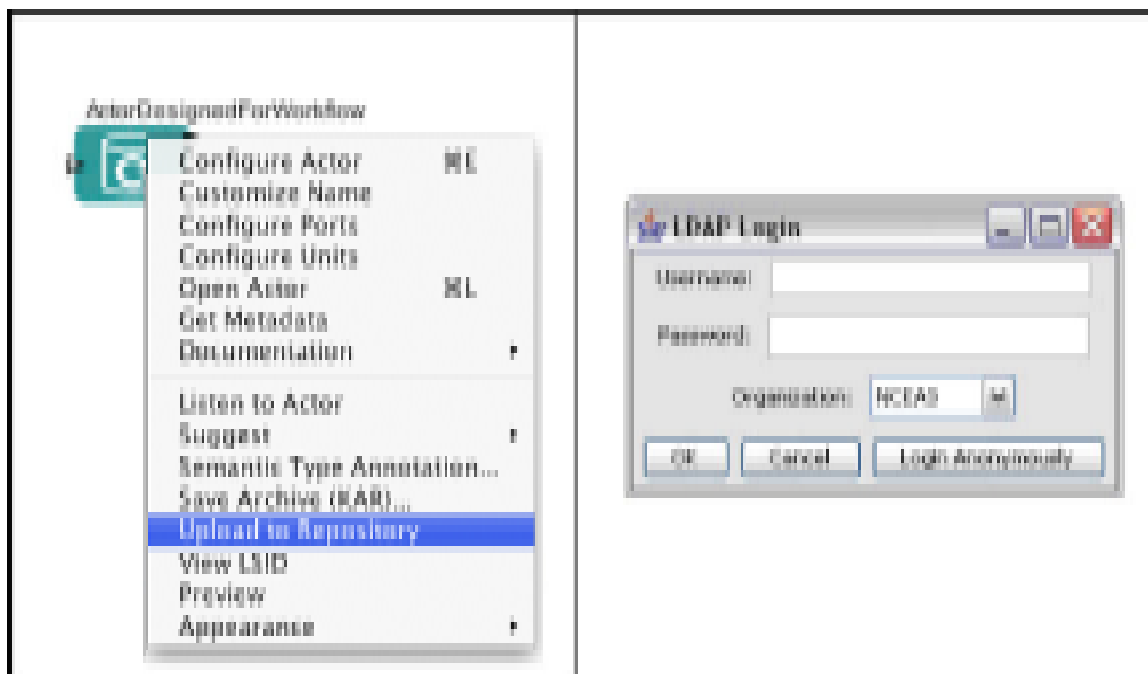 ActorDesignedForWorkflow
Configure Actor ⌘E
Customize Name
Configure Ports
Configure Units
Open Actor ⌘L
Get Metadata
Documentation
Listen to Actor
Suggest
Semantic Type Annotation...
Save Archive (KAR)...
Upload to Repository
View LSID
Preview
Appearance
LDAP Login
Username:
Password:
Organization: NCEAS
OK Cancel Login Anonymously